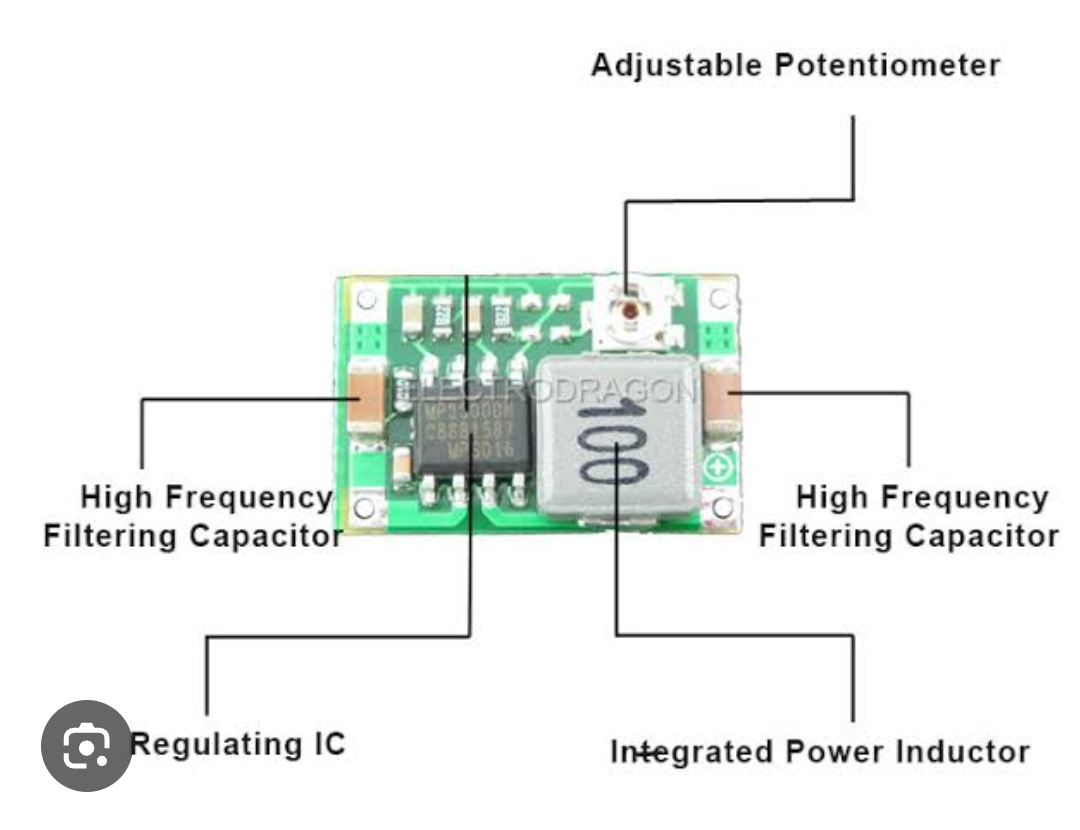 Adjustable Potentiometer
ELECTRODRAGON
100
High Frequency
Filtering Capacitor
High Frequency
Filtering Capacitor
Regulating IC
Integrated Power Inductor